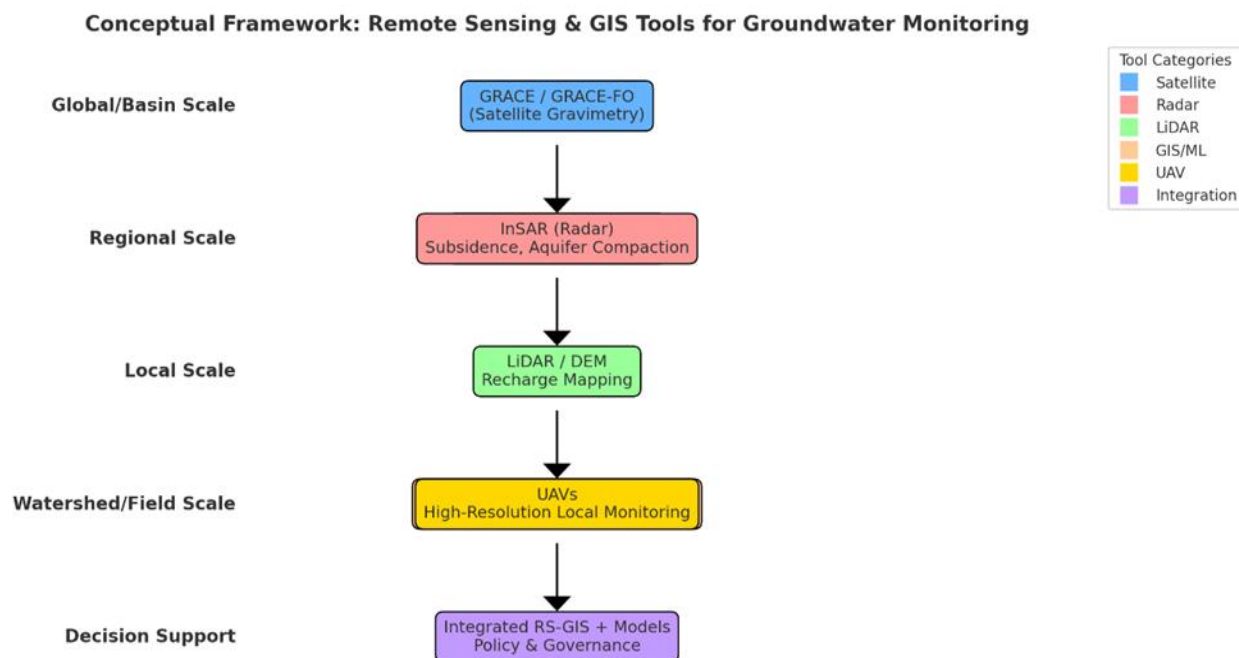 Conceptual Framework: Remote Sensing & GIS Tools for Groundwater Monitoring
Tool Categories
Satellite
Radar
LiDAR
GIS/ML
UAV
Integration
Global/Basin Scale
GRACE / GRACE-FO
(Satellite Gravimetry)
Regional Scale
InSAR (Radar)
Subsidence, Aquifer Compaction
Local Scale
LiDAR / DEM
Recharge Mapping
Watershed/Field Scale
UAVs
High-Resolution Local Monitoring
Decision Support
Integrated RS-GIS + Models
Policy & Governance